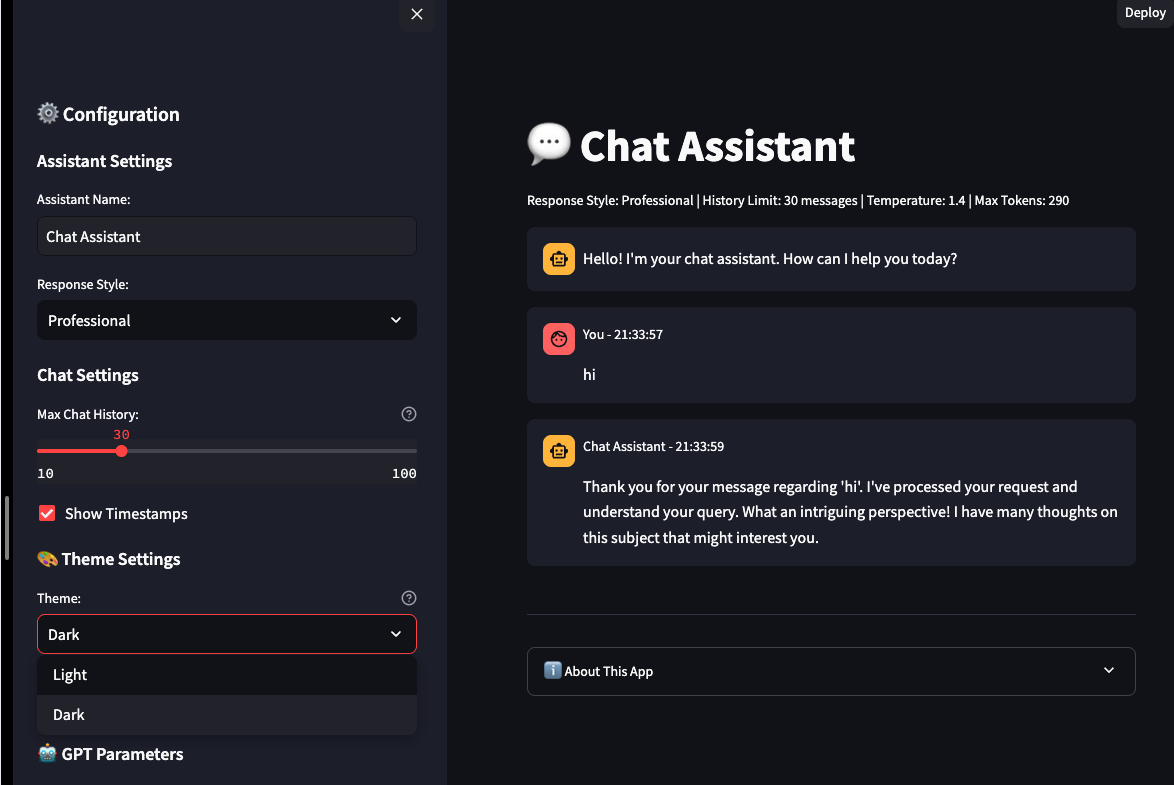 Deploy
Configuration
Assistant Settings
Assistant Name:
Chat Assistant
Response Style:
Professional
Chat Settings
Max Chat History:
30
10 100
Show Timestamps
Theme Settings
Theme:
Dark
Light
Dark
GPT Parameters
Chat Assistant
Response Style: Professional | History Limit: 30 messages | Temperature: 1.4 | Max Tokens: 290
Hello! I'm your chat assistant. How can I help you today?
You - 21:33:57
hi
Chat Assistant - 21:33:59
Thank you for your message regarding 'hi'. I've processed your request and
understand your query. What an intriguing perspective! I have many thoughts on
this subject that might interest you.
About This App